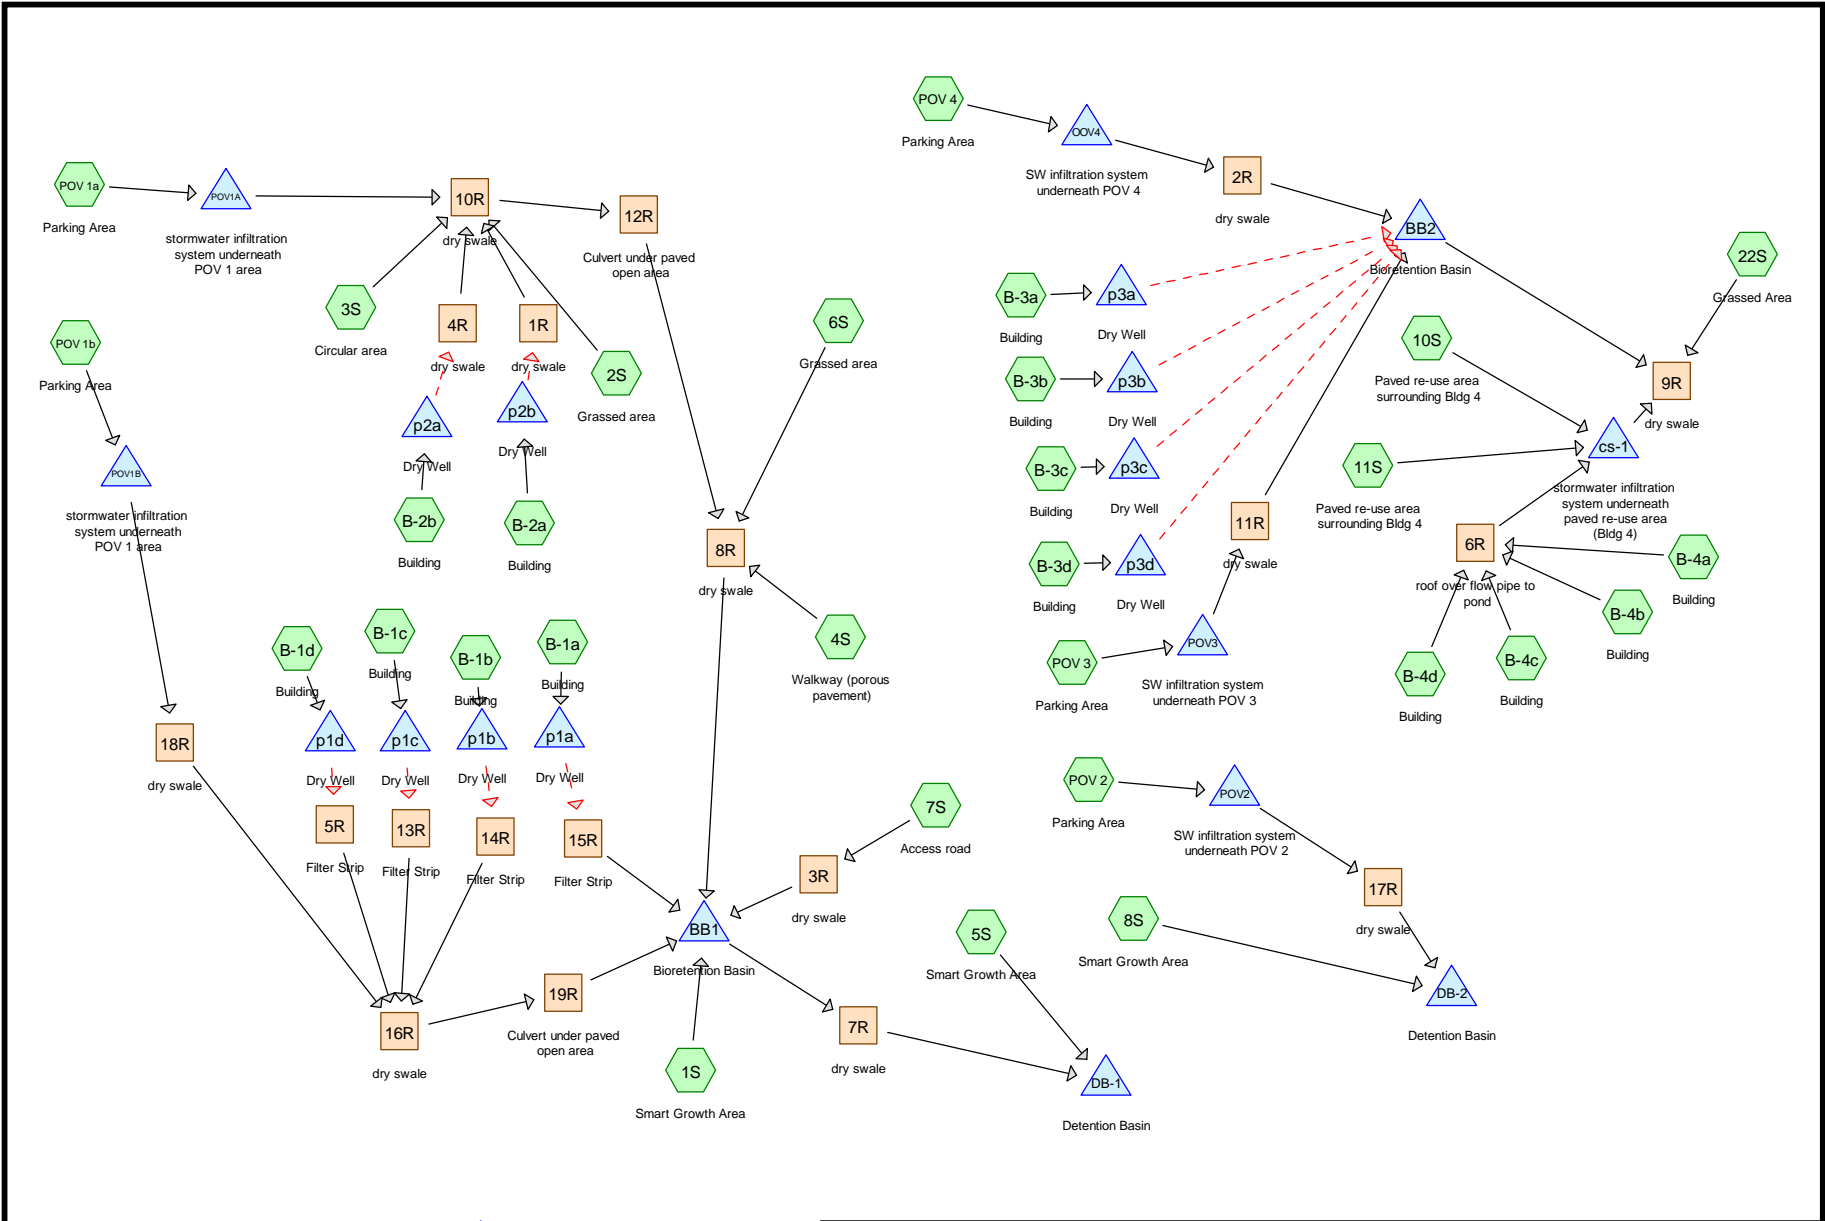 POV 4
Parking Area
OOV4
SW infiltration system
underneath POV 4
2R
dry swale
BB2
Bioretention Basin
22S
Grassed Area
POV 1a
Parking Area
POV1A
stormwater infiltration
system underneath
POV 1 area
10R
dry swale
12R
Culvert under paved
open area
3S
Circular area
4R
dry swale
1R
dry swale
2S
Grassed area
6S
Grassed area
B-3a
Building
p3a
Dry Well
B-3b
Building
p3b
Dry Well
B-3c
Building
p3c
Dry Well
B-3d
Building
p3d
Dry Well
10S
Paved re-use area
surrounding Bldg 4
9R
dry swale
POV 1b
Parking Area
POV1B
stormwater infiltration
system underneath
POV 1 area
p2a
Dry Well
p2b
Dry Well
B-2b
Building
B-2a
Building
11S
Paved re-use area
surrounding Bldg 4
cs-1
stormwater infiltration
system underneath
paved re-use area
(Bldg 4)
11R
dry swale
6R
roof over flow pipe to
pond
B-4a
Building
B-4b
Building
B-4c
Building
B-4d
Building
8R
dry swale
4S
Walkway (porous
pavement)
POV 3
Parking Area
POV3
SW infiltration system
underneath POV 3
B-1d
Building
B-1c
Building
B-1b
Building
B-1a
Building
p1d
Dry Well
p1c
Dry Well
p1b
Dry Well
p1a
Dry Well
18R
dry swale
5R
Filter Strip
13R
Filter Strip
14R
Filter Strip
15R
Filter Strip
7S
Access road
3R
dry swale
POV 2
Parking Area
POV2
SW infiltration system
underneath POV 2
17R
dry swale
BB1
Bioretention Basin
5S
Smart Growth Area
8S
Smart Growth Area
DB-2
Detention Basin
16R
dry swale
19R
Culvert under paved
open area
1S
Smart Growth Area
7R
dry swale
DB-1
Detention Basin